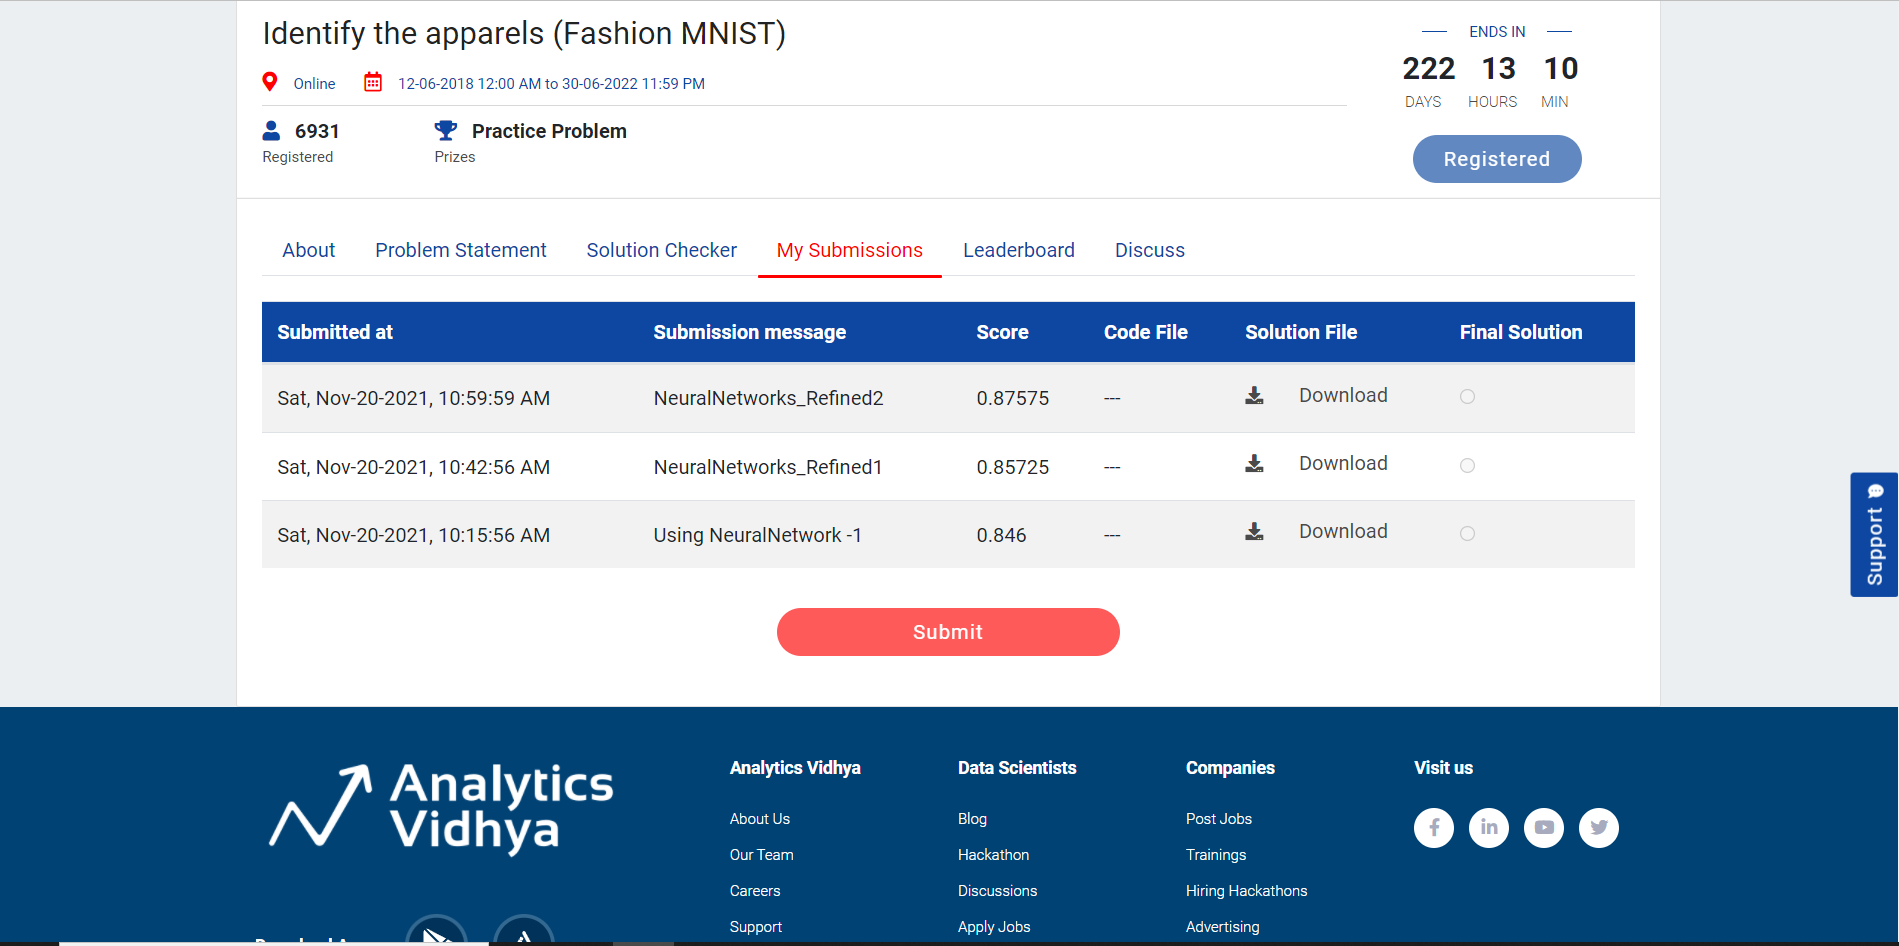 Identify the apparels (Fashion MNIST)
Online 12-06-2018 12:00 AM to 30-06-2022 11:59 PM
6931 Practice Problem
Registered Prizes
ENDS IN
222 13 10
DAYS HOURS MIN
Registered
About Problem Statement Solution Checker My Submissions Leaderboard Discuss
Submitted at Submission message Score Code File Solution File Final Solution
Sat, Nov-20-2021, 10:59:59 AM NeuralNetworks_Refined2 0.87575 --- Download
Sat, Nov-20-2021, 10:42:56 AM NeuralNetworks_Refined1 0.85725 --- Download
Sat, Nov-20-2021, 10:15:56 AM Using NeuralNetwork -1 0.846 --- Download
Submit
Support
Analytics
Vidhya
Analytics Vidhya Data Scientists Companies Visit us
About Us Blog Post Jobs
Our Team Hackathon Trainings
Careers Discussions Hiring Hackathons
Support Apply Jobs Advertising